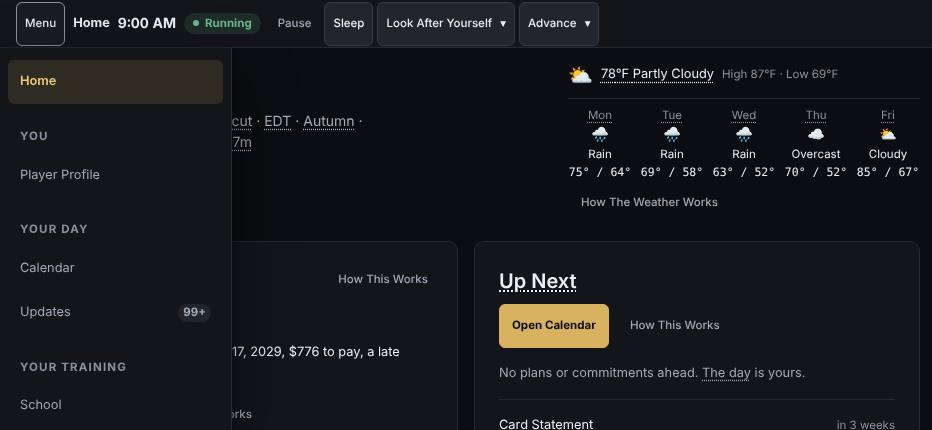 Menu Home 9:00 AM Running Pause Sleep Look After Yourself ▾ Advance ▾
Home
YOU
Player Profile
YOUR DAY
Calendar
Updates 99+
YOUR TRAINING
School
cut · EDT · Autumn ·
7m
78°F Partly Cloudy High 87°F · Low 69°F
Mon Tue Wed Thu Fri
Rain Rain Rain Overcast Cloudy
75° / 64° 69° / 58° 63° / 52° 70° / 52° 85° / 67°
How The Weather Works
How This Works
17, 2029, $776 to pay, a late
orks
Up Next
Open Calendar How This Works
No plans or commitments ahead. The day is yours.
Card Statement in 3 weeks